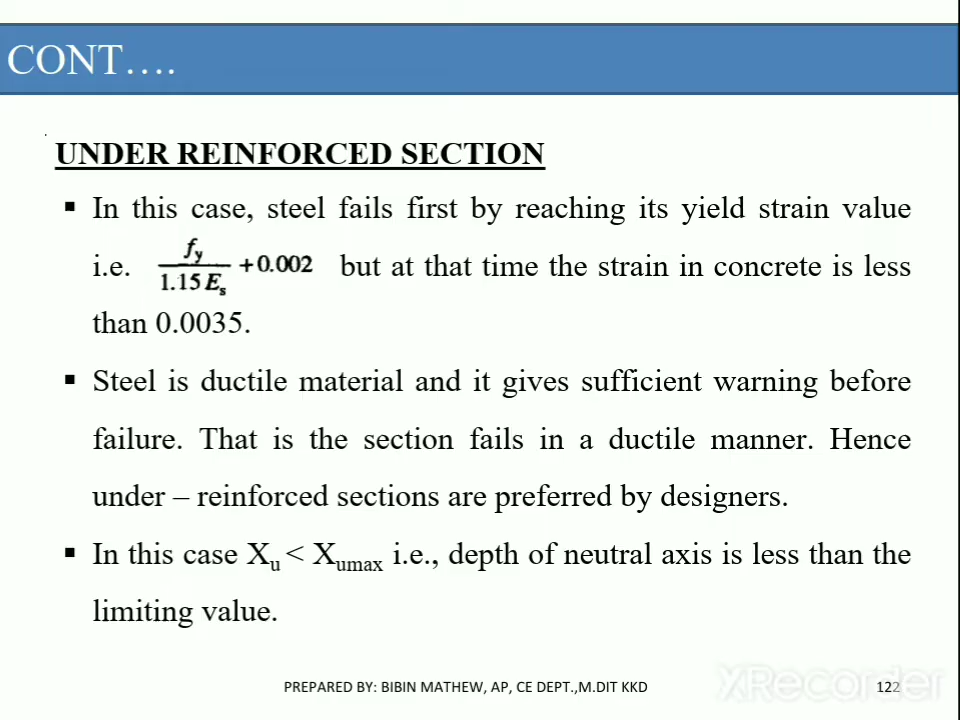 CONT….
UNDER REINFORCED SECTION
▪ In this case, steel fails first by reaching its yield strain value
i.e. fy / 1.15 Es + 0.002 but at that time the strain in concrete is less
than 0.0035.
▪ Steel is ductile material and it gives sufficient warning before
failure. That is the section fails in a ductile manner. Hence
under – reinforced sections are preferred by designers.
▪ In this case Xu < Xumax i.e., depth of neutral axis is less than the
limiting value.
PREPARED BY: BIBIN MATHEW, AP, CE DEPT.,M.DIT KKD
XRecorder
122